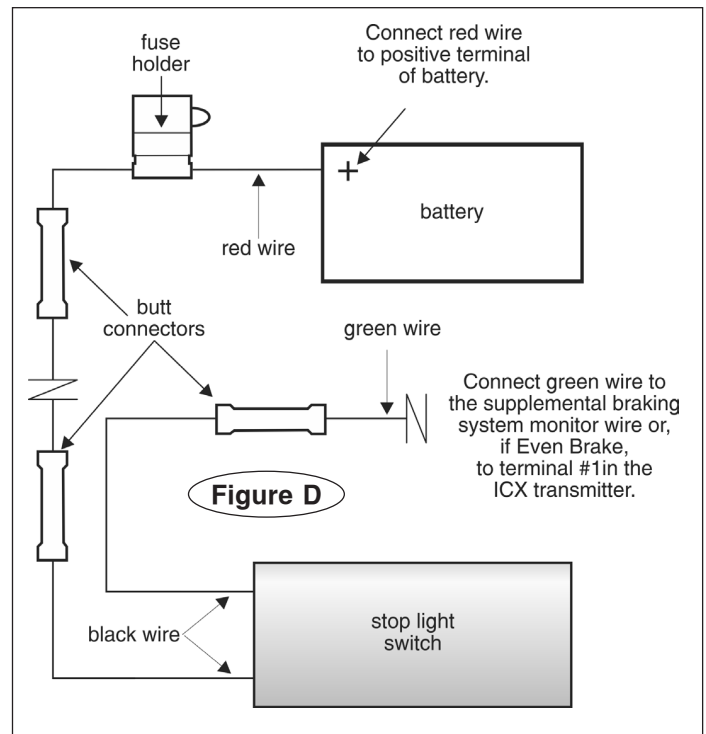 fuse
holder
Connect red wire
to positive terminal
of battery.
+
battery
red wire
butt
connectors
green wire
Connect green wire to
the supplemental braking
system monitor wire or,
if Even Brake,
to terminal #1in the
ICX transmitter.
Figure D
black wire
stop light
switch